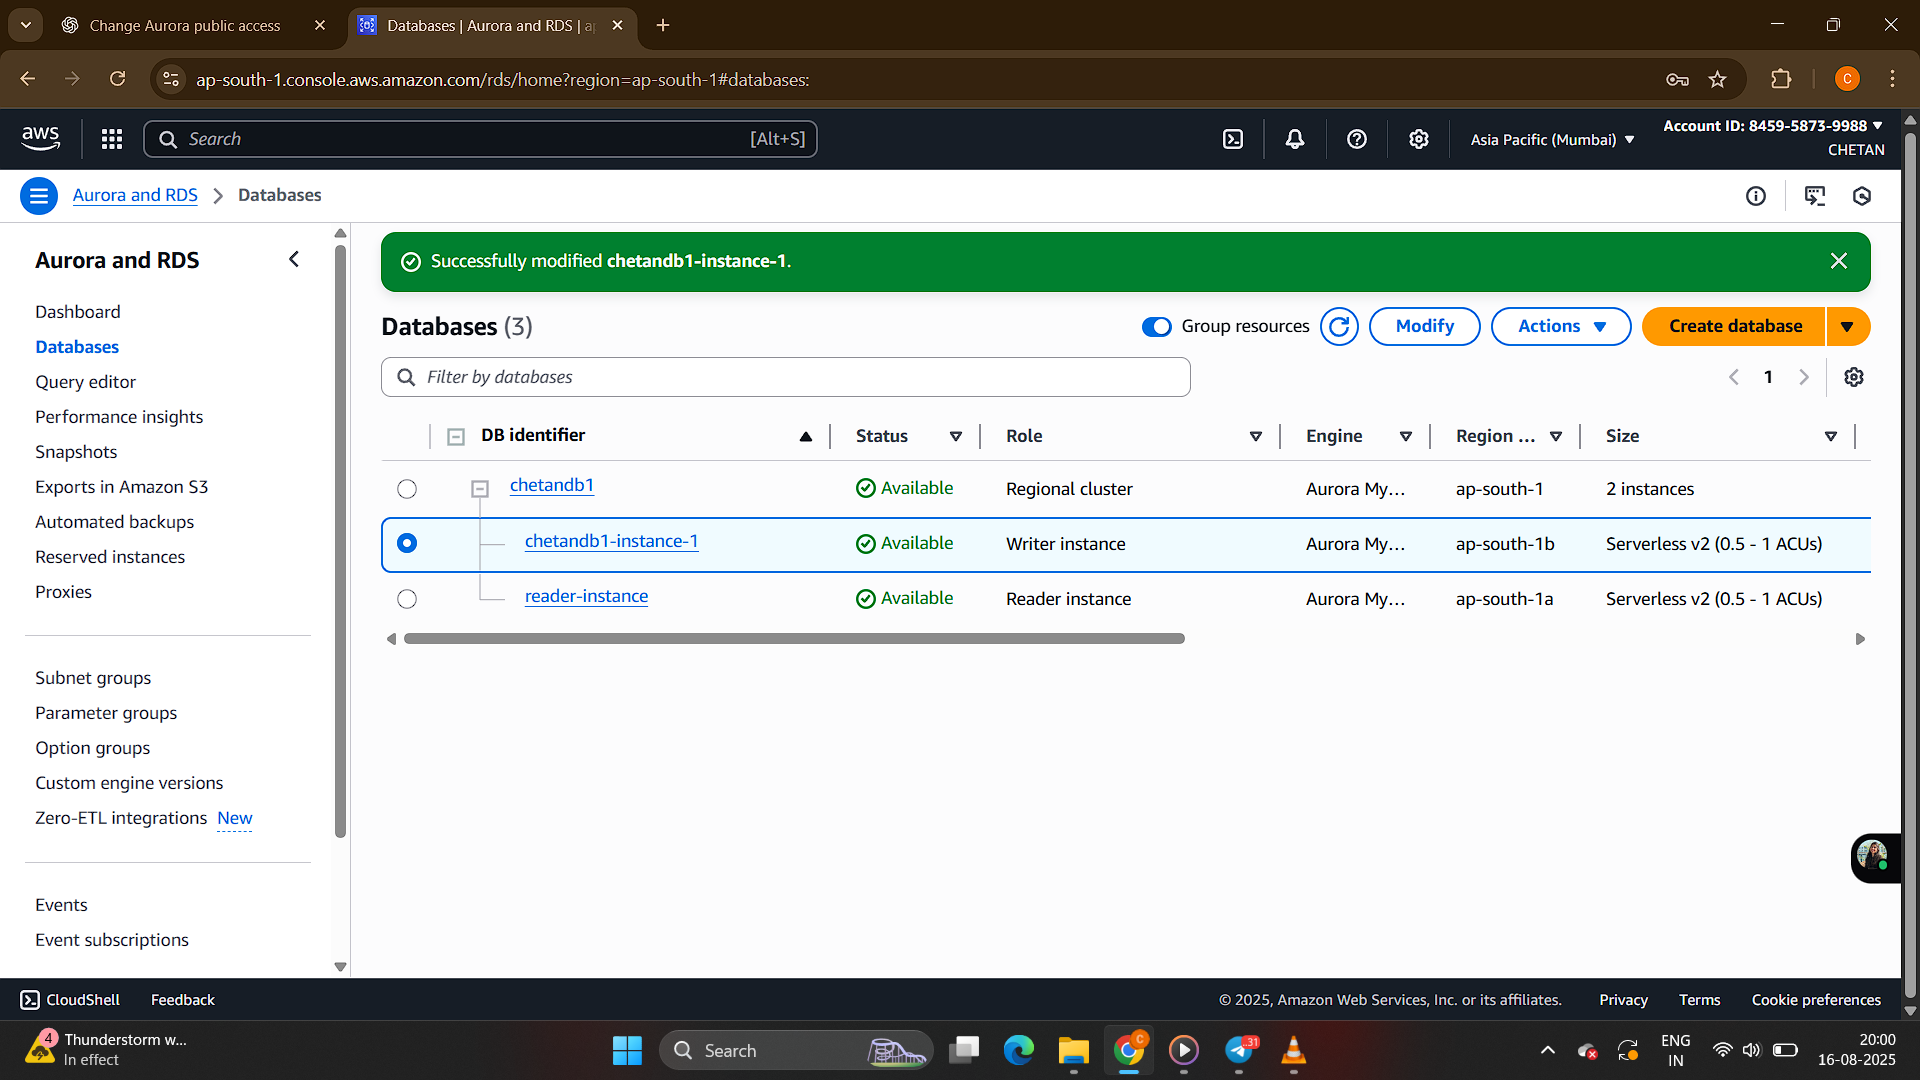 Change Aurora public access
Databases | Aurora and RDS | ap
ap-south-1.console.aws.amazon.com/rds/home?region=ap-south-1#databases:
C
aws
Search
[Alt+S]
Asia Pacific (Mumbai)
Account ID: 8459-5873-9988
CHETAN
Aurora and RDS > Databases
Aurora and RDS
Dashboard
Databases
Query editor
Performance insights
Snapshots
Exports in Amazon S3
Automated backups
Reserved instances
Proxies
Subnet groups
Parameter groups
Option groups
Custom engine versions
Zero-ETL integrations New
Events
Event subscriptions
Successfully modified chetandb1-instance-1.
Databases (3)
Group resources
Modify
Actions
Create database
Filter by databases
1
DB identifier Status Role Engine Region ... Size
chetandb1 Available Regional cluster Aurora My... ap-south-1 2 instances
chetandb1-instance-1 Available Writer instance Aurora My... ap-south-1b Serverless v2 (0.5 - 1 ACUs)
reader-instance Available Reader instance Aurora My... ap-south-1a Serverless v2 (0.5 - 1 ACUs)
CloudShell Feedback
© 2025, Amazon Web Services, Inc. or its affiliates. Privacy Terms Cookie preferences
4
Thunderstorm w...
In effect
Search
C
31
ENG
IN
20:00
16-08-2025